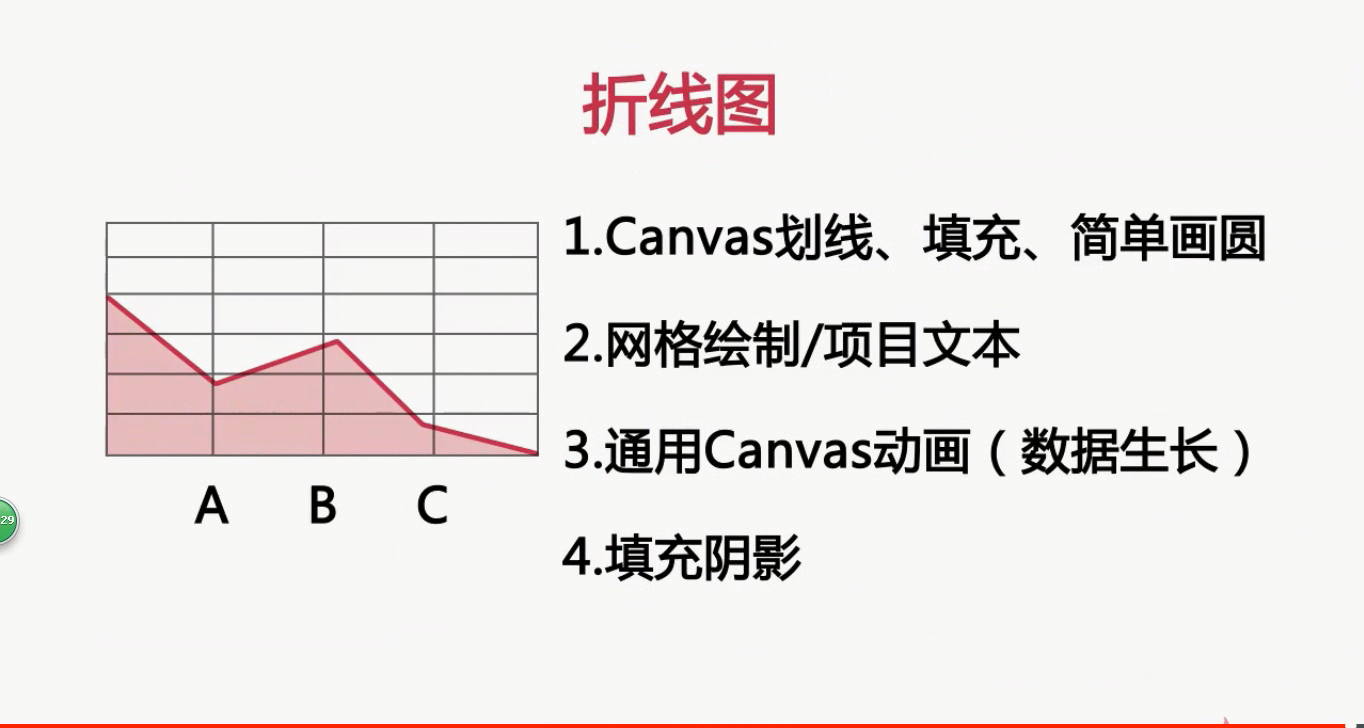 折线图
1.Canvas划线、填充、简单画圆
2.网格绘制/项目文本
3.通用Canvas动画（数据生长）
4.填充阴影
A B C
29